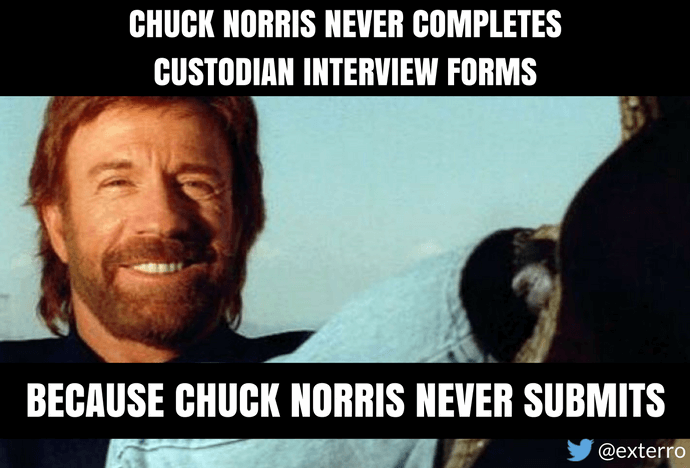 CHUCK NORRIS NEVER COMPLETES
CUSTODIAN INTERVIEW FORMS
BECAUSE CHUCK NORRIS NEVER SUBMITS
@exterro